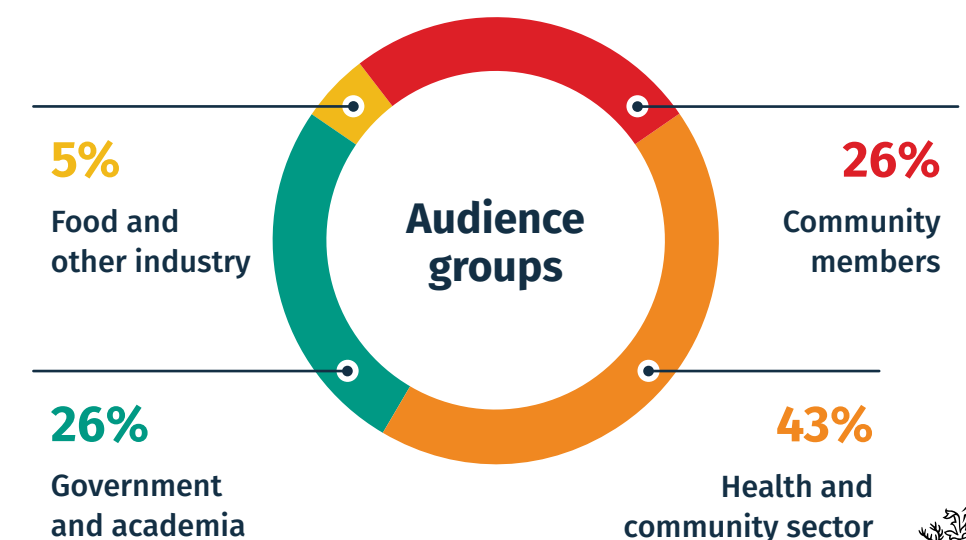 Audience
groups
5%
Food and
other industry
26%
Community
members
26%
Government
and academia
43%
Health and
community sector